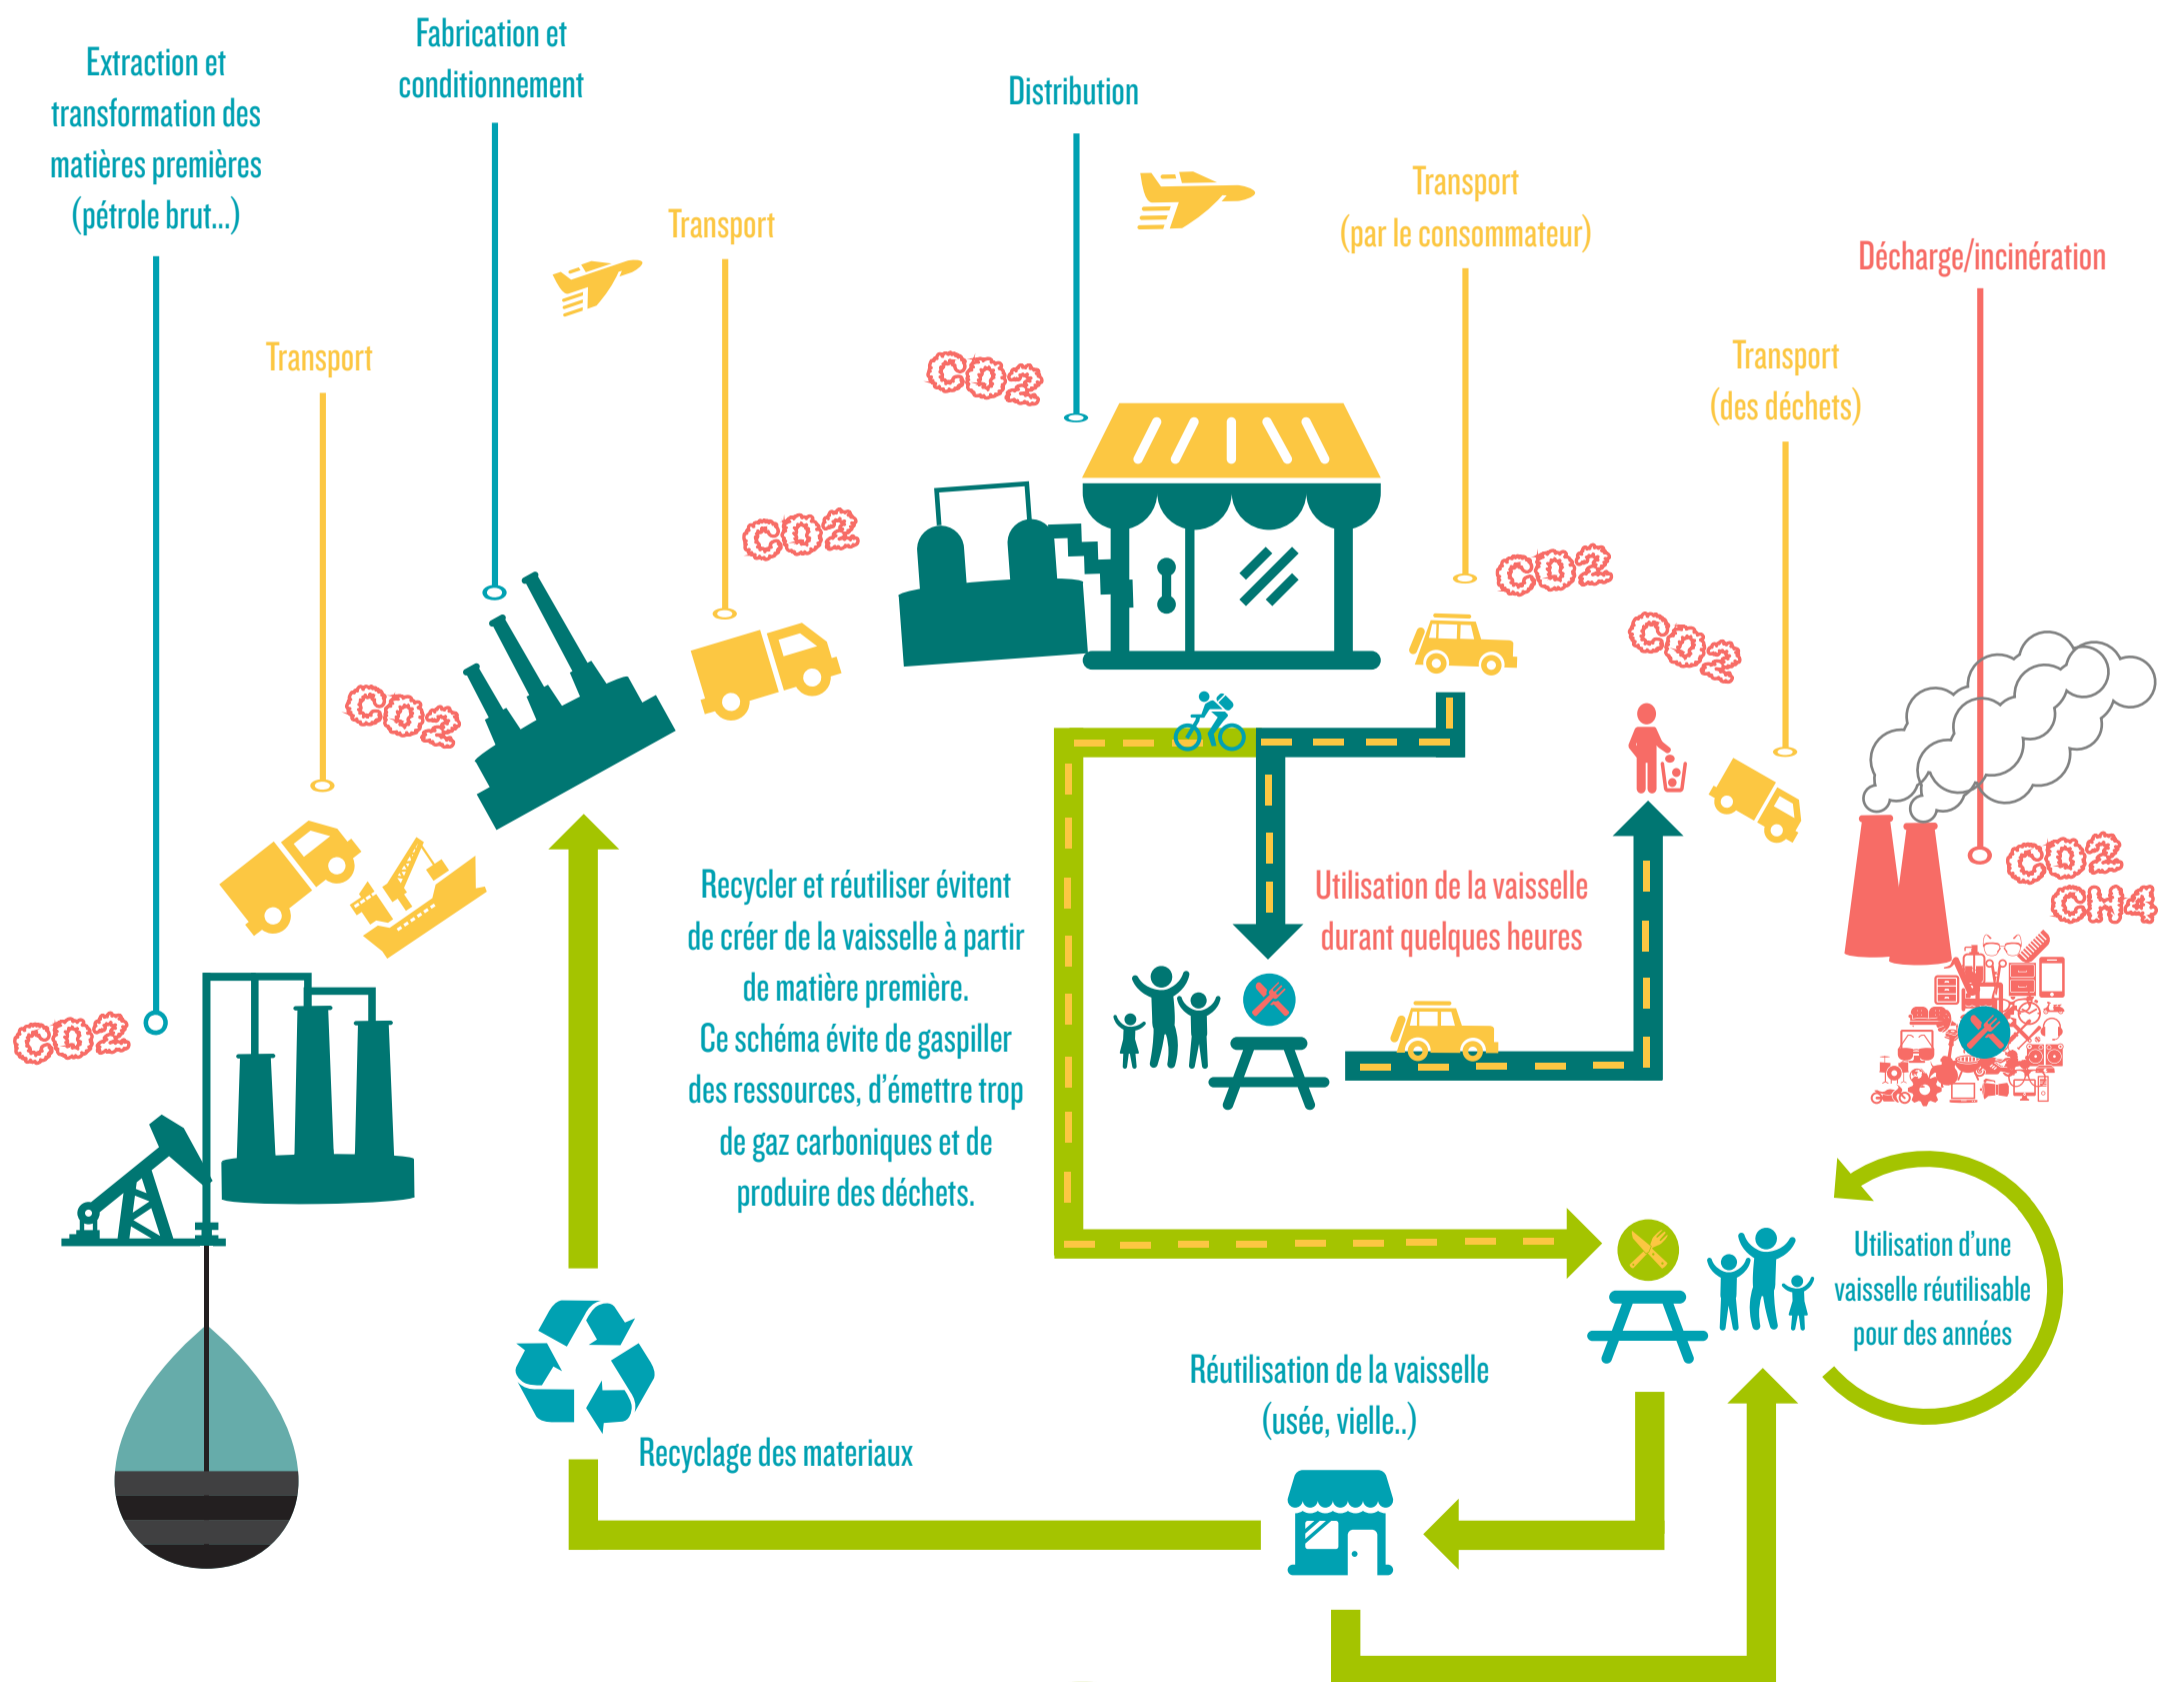 Extraction et
transformation des
matières premières
(pétrole brut...)
Fabrication et
conditionnement
Distribution
Transport
Transport
Transport
(par le consommateur)
Transport
(des déchets)
Décharge/incinération
CO2
CO2
CO2
CO2
CO2
CO2
CO2
CH4
Recycler et réutiliser évitent
de créer de la vaisselle à partir
de matière première.
Ce schéma évite de gaspiller
des ressources, d'émettre trop
de gaz carboniques et de
produire des déchets.
Utilisation de la vaisselle
durant quelques heures
Utilisation d'une
vaisselle réutilisable
pour des années
Réutilisation de la vaisselle
(usée, vielle..)
Recyclage des materiaux